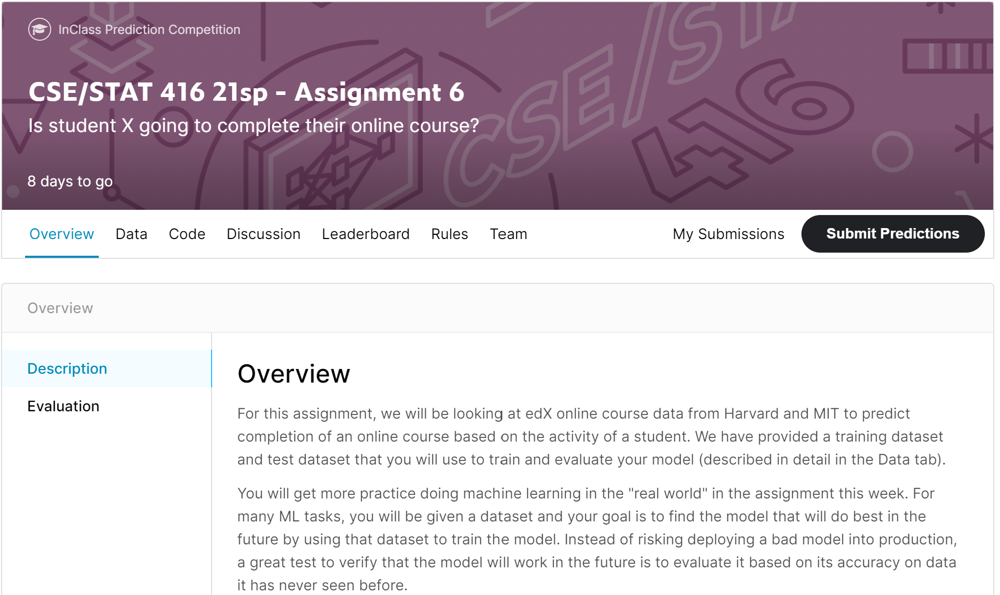 InClass Prediction Competition
CSE/STAT 416 21sp - Assignment 6
Is student X going to complete their online course?
8 days to go
CSE/ST
416
Overview Data Code Discussion Leaderboard Rules Team My Submissions Submit Predictions
Overview
Description
Evaluation
Overview
For this assignment, we will be looking at edX online course data from Harvard and MIT to predict
completion of an online course based on the activity of a student. We have provided a training dataset
and test dataset that you will use to train and evaluate your model (described in detail in the Data tab).
You will get more practice doing machine learning in the "real world" in the assignment this week. For
many ML tasks, you will be given a dataset and your goal is to find the model that will do best in the
future by using that dataset to train the model. Instead of risking deploying a bad model into production,
a great test to verify that the model will work in the future is to evaluate it based on its accuracy on data
it has never seen before.